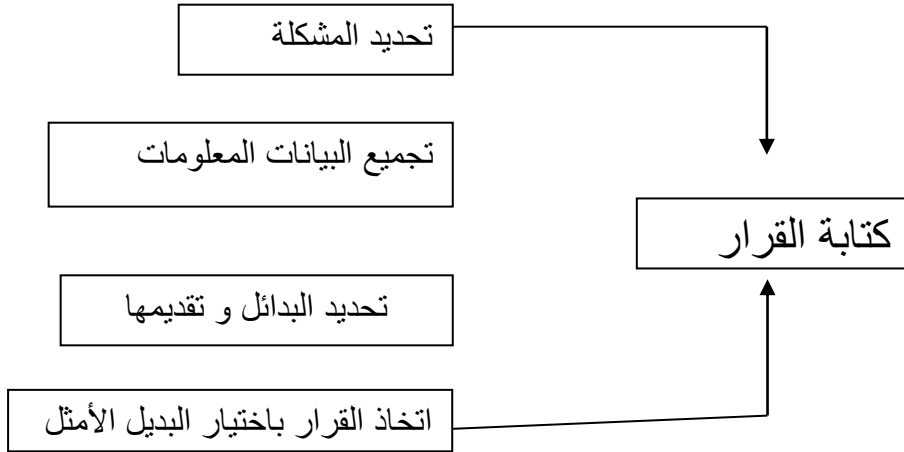 تحديد المشكلة
تجميع البيانات المعلومات
كتابة القرار
تحديد البدائل و تقديمها
اتخاذ القرار باختيار البديل الأمثل